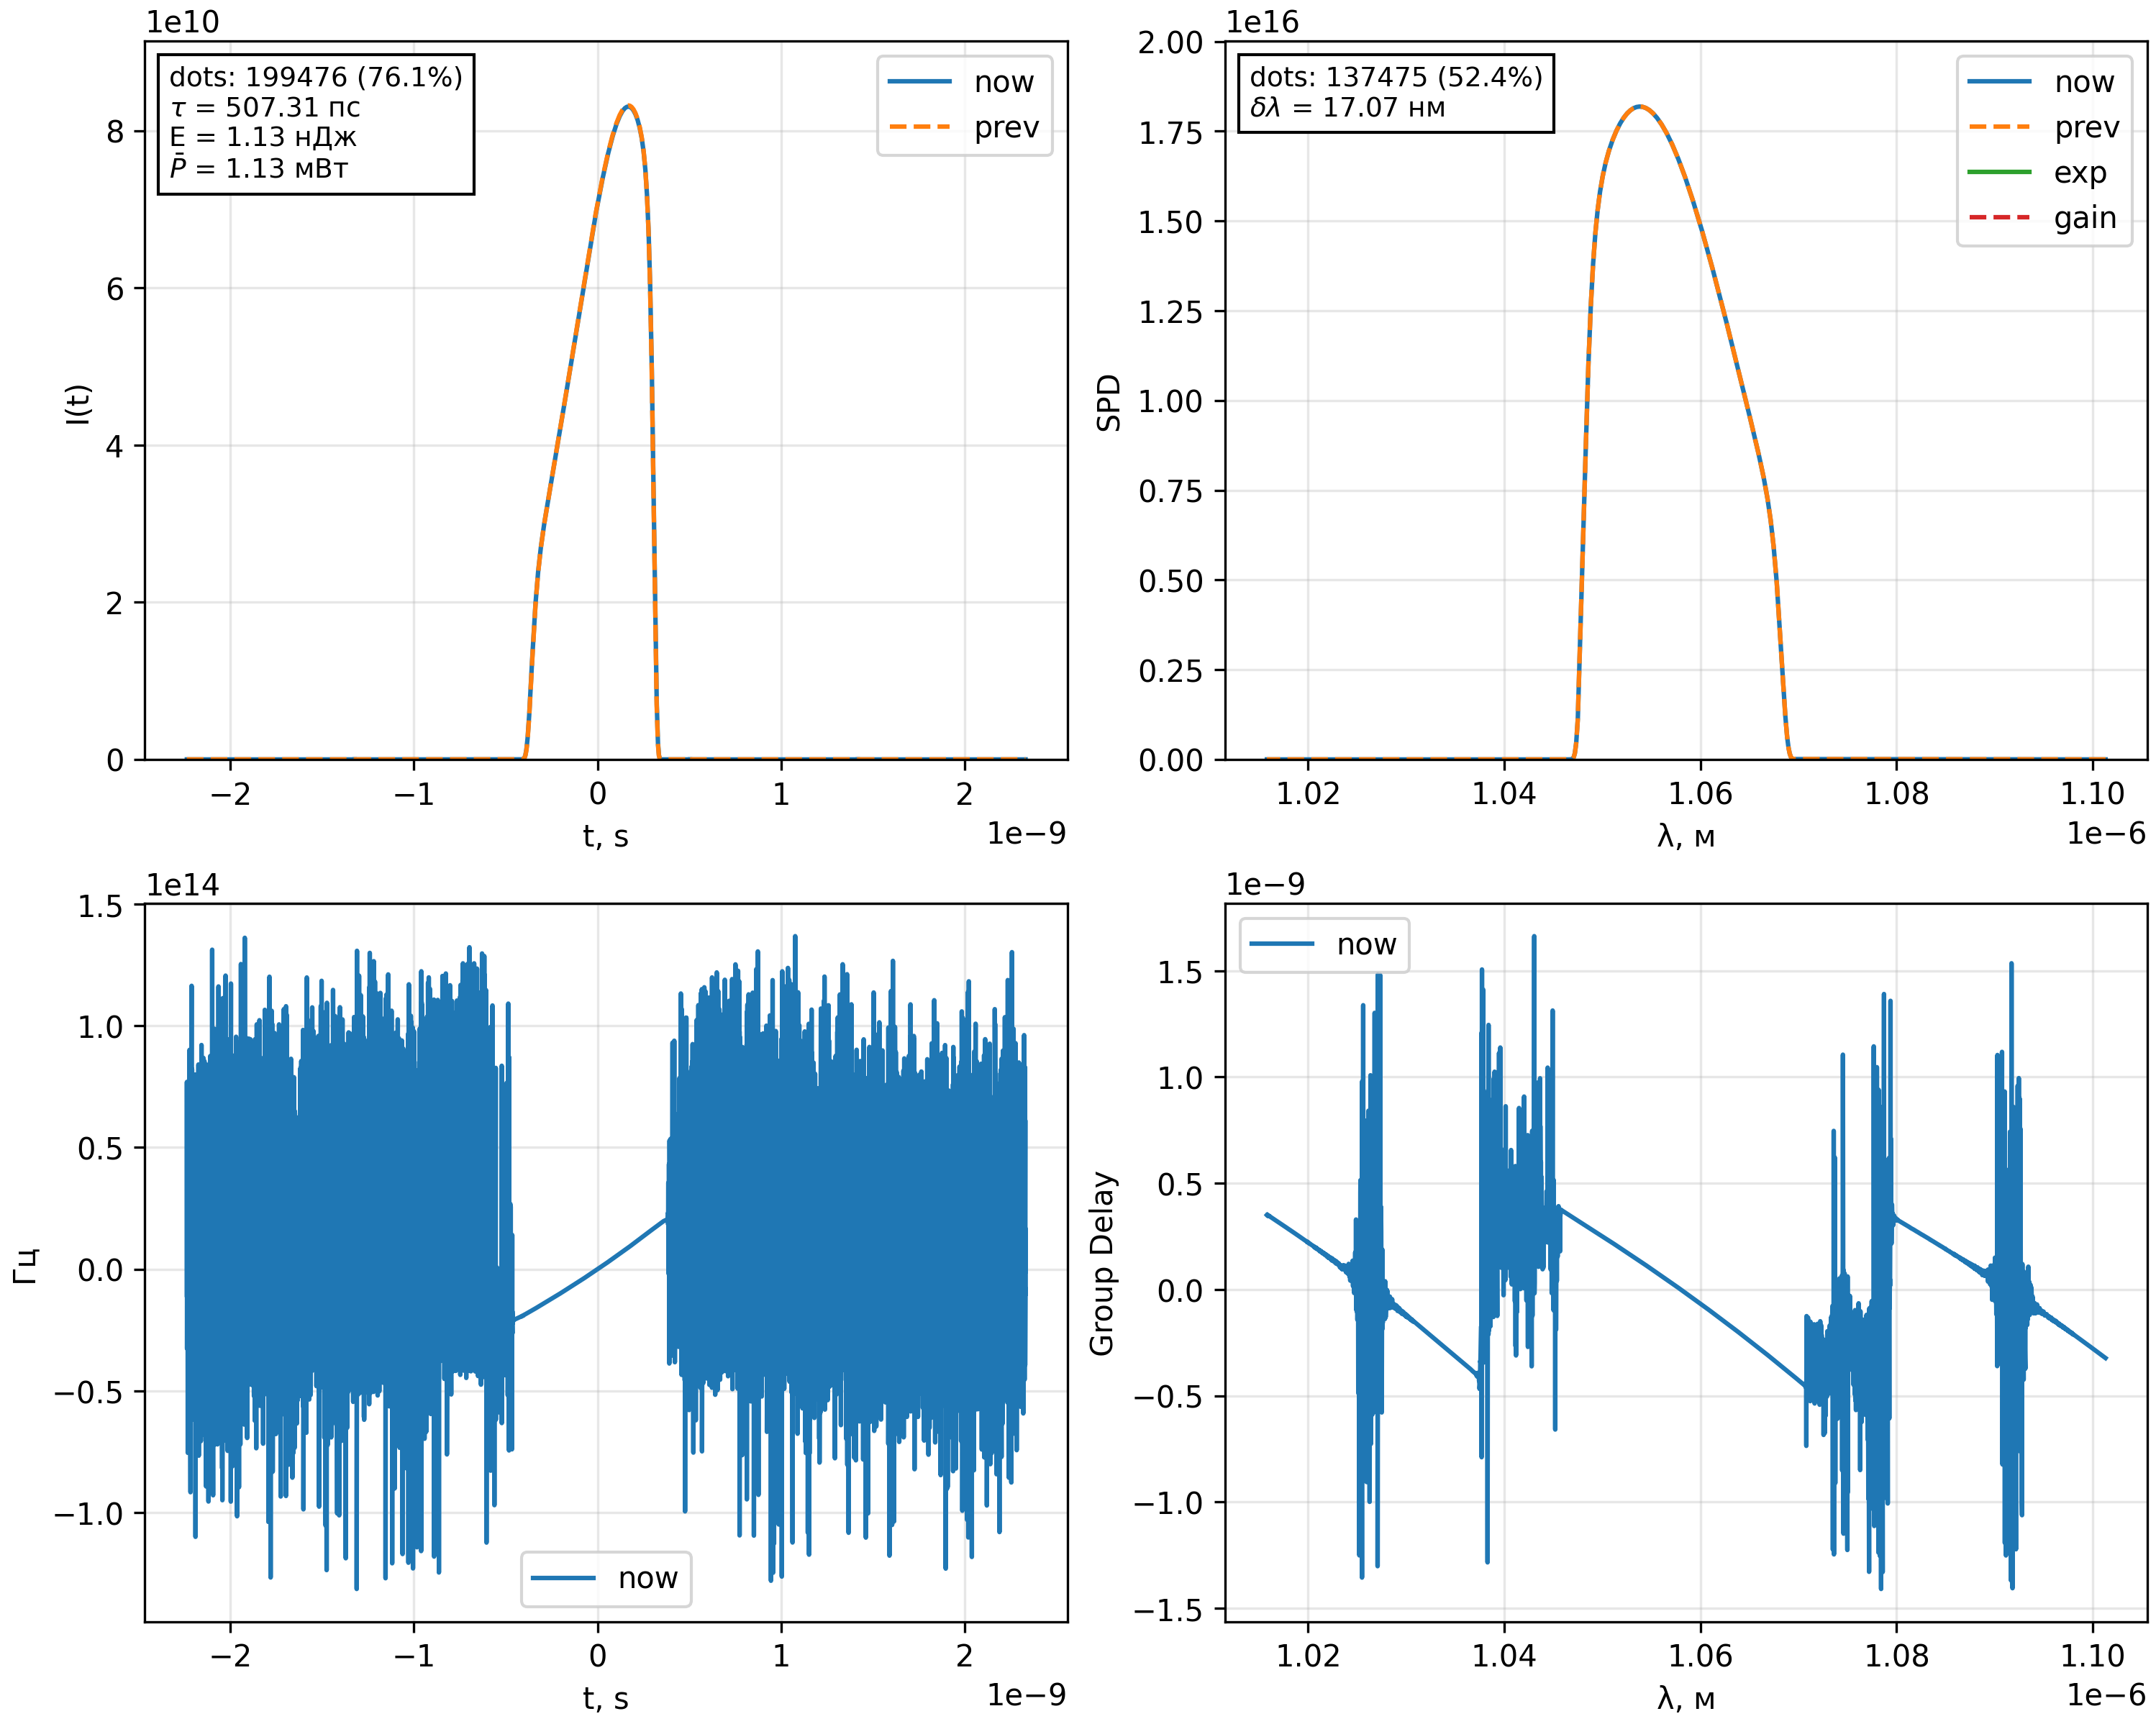 1e10
dots: 199476 (76.1%)
τ = 507.31 пс
E = 1.13 нДж
P̄ = 1.13 мВт
now
prev
8
6
4
2
0
I(t)
−2
−1
0
1
2
t, s
1e−9
1e16
dots: 137475 (52.4%)
δλ = 17.07 нм
now
prev
exp
gain
2.00
1.75
1.50
1.25
1.00
0.75
0.50
0.25
0.00
SPD
1.02
1.04
1.06
1.08
1.10
λ, м
1e−6
1e14
1.5
1.0
0.5
0.0
−0.5
−1.0
Гц
now
−2
−1
0
1
2
t, s
1e−9
1e−9
now
1.5
1.0
0.5
0.0
−0.5
−1.0
−1.5
Group Delay
1.02
1.04
1.06
1.08
1.10
λ, м
1e−6